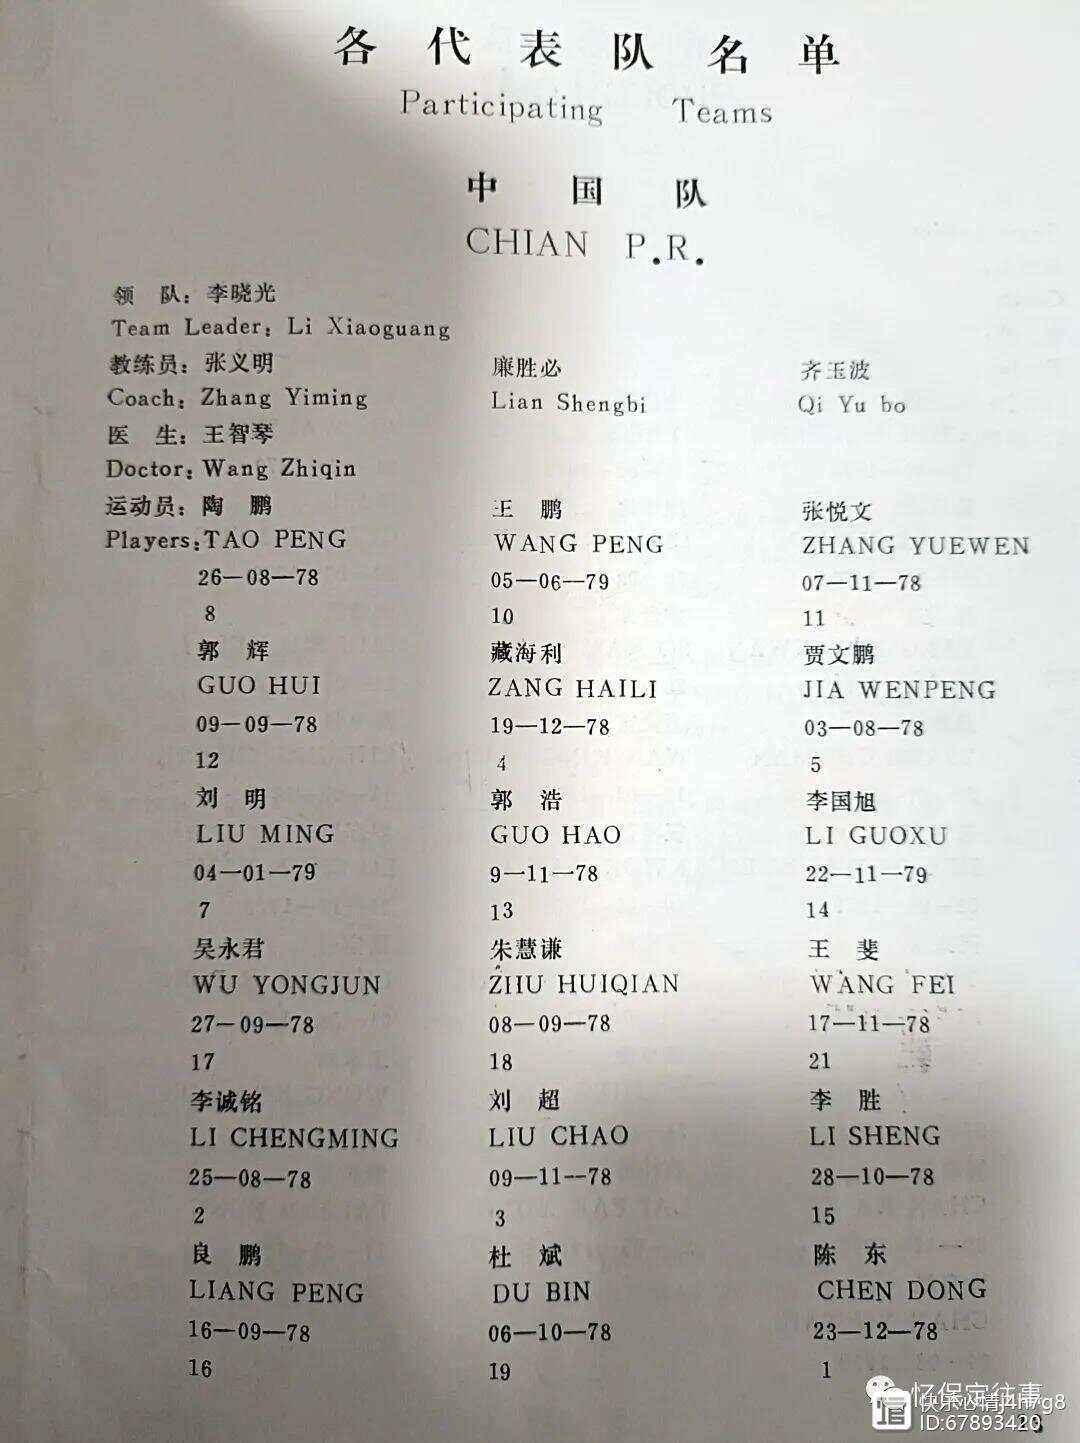 各代表队名单
Participating Teams
中国队
CHIAN P.R.
领 队：李晓光
Team Leader: Li Xiaoguang
教练员：张义明 廉胜必 齐玉波
Coach: Zhang Yiming Lian Shengbi Qi Yu bo
医 生：王智琴
Doctor: Wang Zhiqin
运动员：陶 鹏 王 鹏 张悦文
Players: TAO PENG WANG PENG ZHANG YUEWEN
26—08—78 05—06—79 07—11—78
8 10 11
郭 辉 藏海利 贾文鹏
GUO HUI ZANG HAILI JIA WENPENG
09—09—78 19—12—78 03—08—78
12 4 5
刘 明 郭 浩 李国旭
LIU MING GUO HAO LI GUOXU
04—01—79 9—11—78 22—11—79
7 13 14
吴永君 朱慧谦 王 斐
WU YONGJUN ZHU HUIQIAN WANG FEI
27—09—78 08—09—78 17—11—78
17 18 21
李诚铭 刘 超 李 胜
LI CHENGMING LIU CHAO LI SHENG
25—08—78 09—11--78 28—10—78
2 3 15
良 鹏 杜 斌 陈 东
LIANG PENG DU BIN CHEN DONG
16—09—78 06—10—78 23—12—78
16 19 1
忆保定往事
快乐心情j4h7g8
ID:67893420